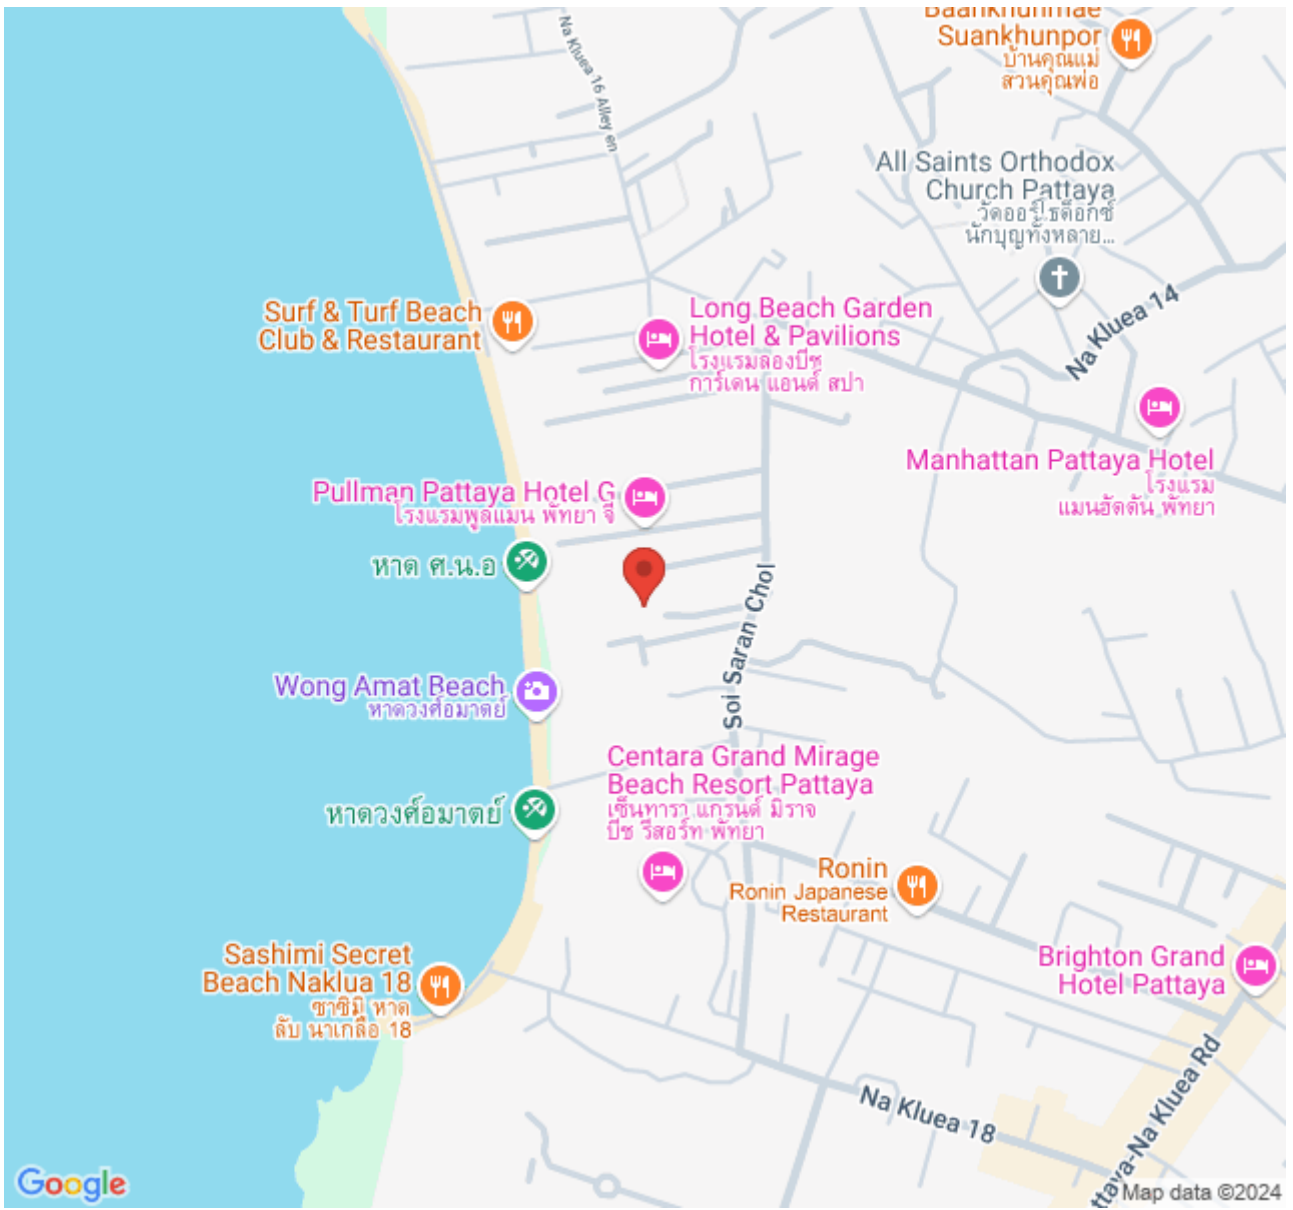 Baankhunmae
Suankhunpor
บ้านคุณแม่
สวนคุณพ่อ
Na Kluea 16 Alley
All Saints Orthodox
Church Pattaya
วัดออร์โธด็อกซ์
นักบุญทั้งหลาย...
Na Kluea 14
Surf & Turf Beach
Club & Restaurant
Long Beach Garden
Hotel & Pavilions
โรงแรมลองบีช
การ์เดน แอนด์ สปา
Manhattan Pattaya Hotel
โรงแรม
แมนฮัตตัน พัทยา
Pullman Pattaya Hotel G
โรงแรมพูลแมน พัทยา จี
หาด ศ.น.อ
Soi Saran Chol
Wong Amat Beach
หาดวงศ์อมาตย์
Centara Grand Mirage
Beach Resort Pattaya
เซ็นทารา แกรนด์ มิราจ
บีช รีสอร์ท พัทยา
หาดวงศ์อมาตย์
Ronin
Ronin Japanese
Restaurant
Sashimi Secret
Beach Naklua 18
ซาซิมิ หาด
ลับ นาเกลือ 18
Brighton Grand
Hotel Pattaya
Na Kluea 18
ttaya-Na Kluea Rd
Google
Map data ©2024